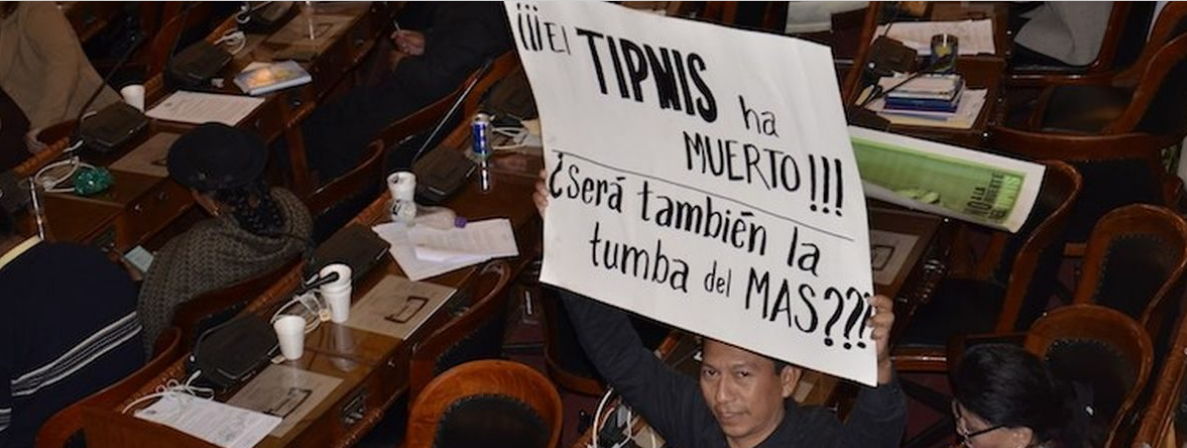 ¡¡¡El TIPNIS ha
MUERTO!!!
¿Será también la
tumba del MAS???